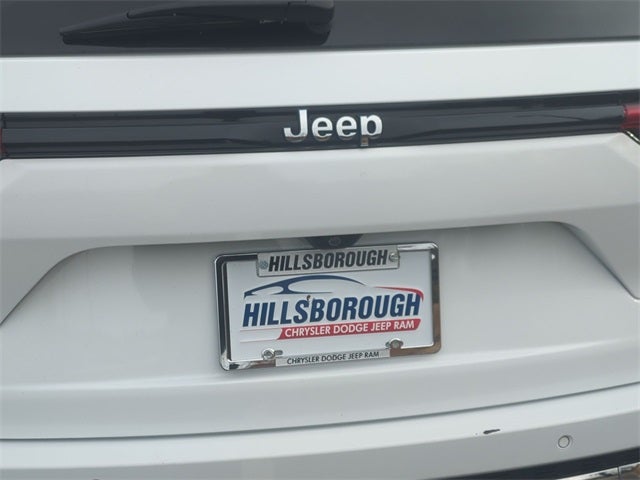 Jeep
HILLSBOROUGH
HILLSBOROUGH
CHRYSLER DODGE JEEP RAM
CHRYSLER DODGE JEEP RAM